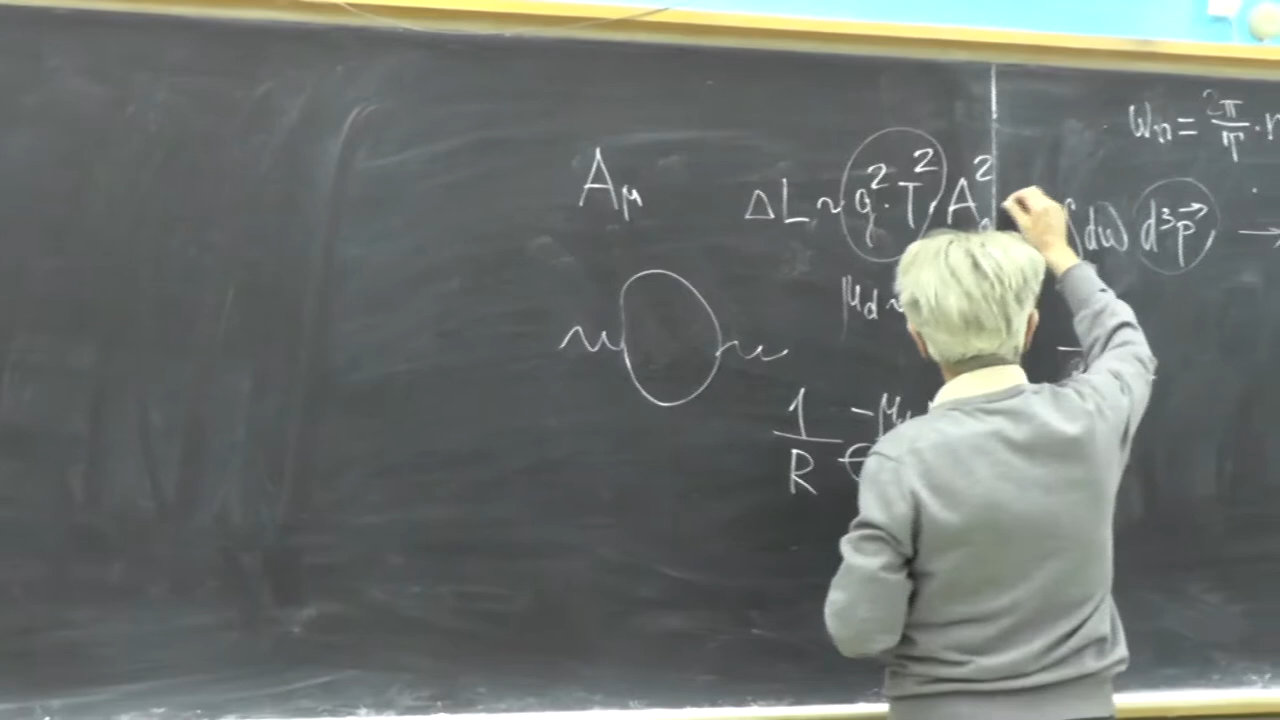 A_μ ΔL ~ g²·T² A²
μ_d ~
1/R e^-μ
ω_n = 2π/T · n
∫dω d³p⃗ →